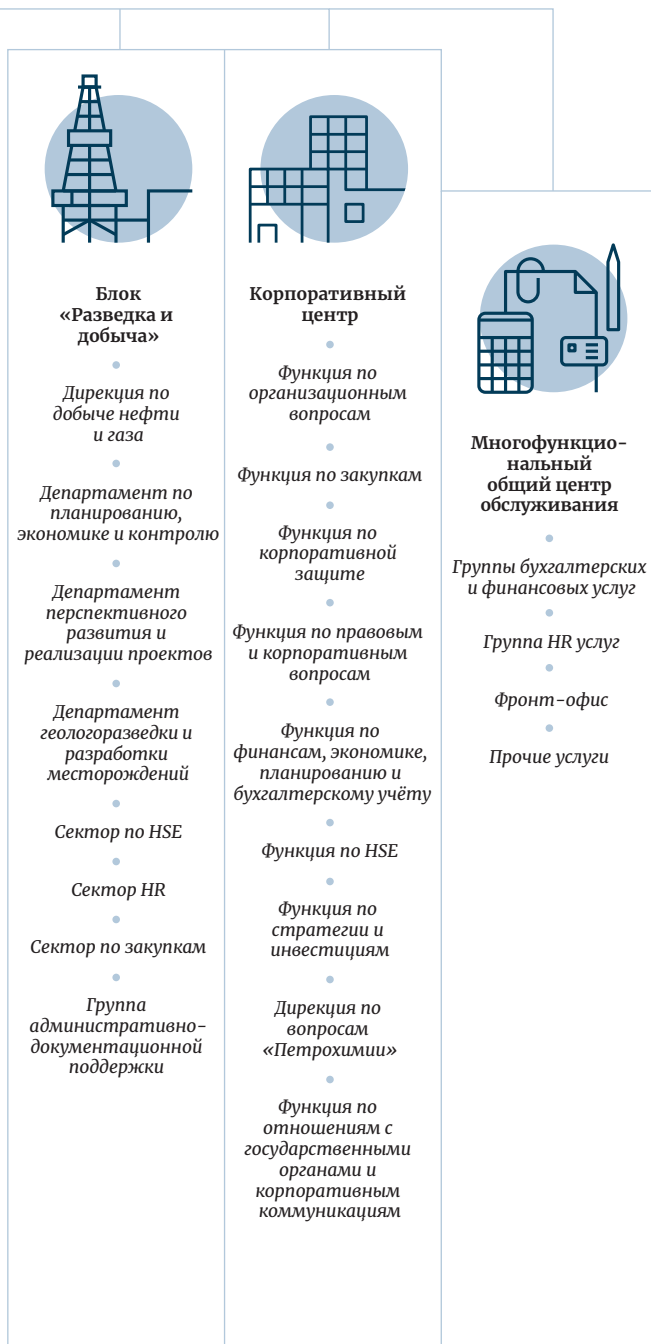 Блок
«Разведка и
добыча»
Дирекция по
добыче нефти
и газа
Департамент по
планированию,
экономике и контролю
Департамент
перспективного
развития и
реализации проектов
Департамент
геологоразведки и
разработки
месторождений
Сектор по HSE
Сектор HR
Сектор по закупкам
Группа
административно-
документационной
поддержки
Корпоративный
центр
Функция по
организационным
вопросам
Функция по закупкам
Функция по
корпоративной
защите
Функция по правовым
и корпоративным
вопросам
Функция по
финансам, экономике,
планированию и
бухгалтерскому учёту
Функция по HSE
Функция по
стратегии и
инвестициям
Дирекция по
вопросам
«Петрохимии»
Функция по
отношениям с
государственными
органами и
корпоративным
коммуникациям
Многофункцио-
нальный
общий центр
обслуживания
Группы бухгалтерских
и финансовых услуг
Группа HR услуг
Фронт-офис
Прочие услуги